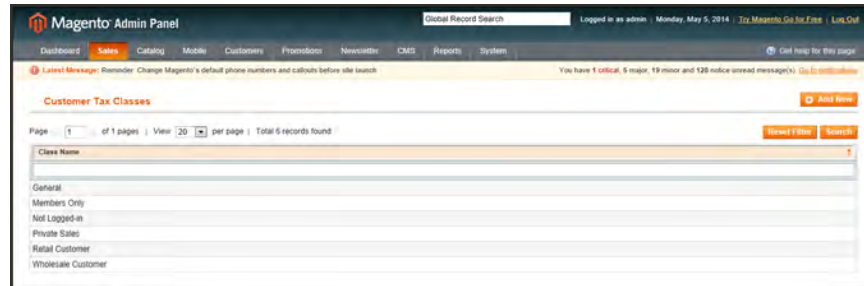 Magento Admin Panel
Global Record Search
Logged in as admin | Monday, May 5, 2014 | Try Magento Go for Free | Log Out
Dashboard Sales Catalog Mobile Customers Promotions Newsletter CMS Reports System
Get help for this page
Latest Message: Reminder: Change Magento's default phone numbers and callouts before site launch
You have 1 critical, 5 major, 19 minor and 128 notice unread message(s). Go to notifications
Customer Tax Classes
Add New
Page 1 of 1 pages | View 20 per page | Total 6 records found
Reset Filter Search
Class Name
General
Members Only
Not Logged-in
Private Sales
Retail Customer
Wholesale Customer